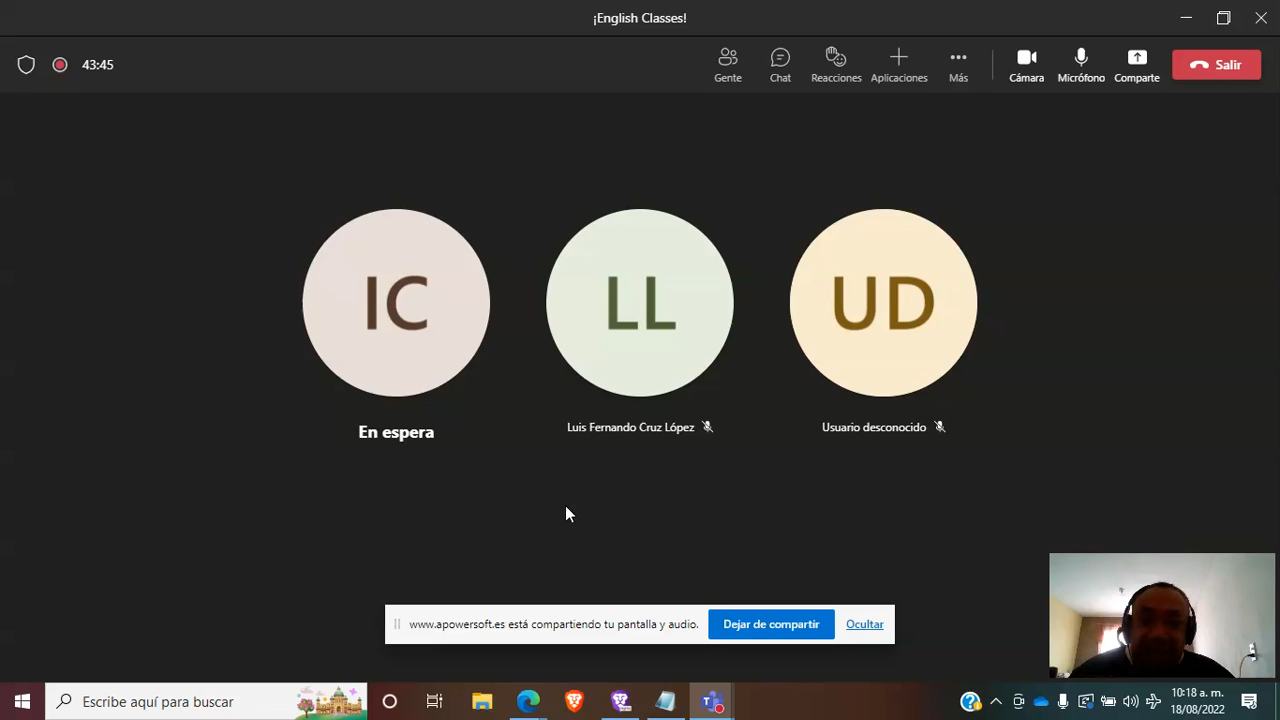 ¡English Classes!
43:45
Gente
Chat
Reacciones
Aplicaciones
Más
Cámara
Micrófono
Comparte
Salir
IC
LL
UD
En espera
Luis Fernando Cruz López
Usuario desconocido
www.apowersoft.es está compartiendo tu pantalla y audio.
Dejar de compartir
Ocultar
Escribe aquí para buscar
10:18 a. m.
18/08/2022